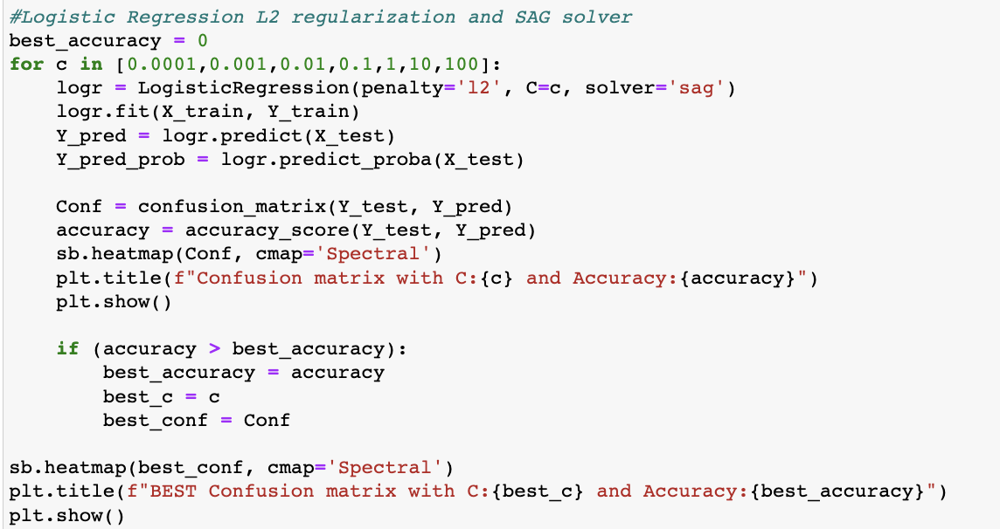 #Logistic Regression L2 regularization and SAG solver
best_accuracy = 0
for c in [0.0001,0.001,0.01,0.1,1,10,100]:
    logr = LogisticRegression(penalty='l2', C=c, solver='sag')
    logr.fit(X_train, Y_train)
    Y_pred = logr.predict(X_test)
    Y_pred_prob = logr.predict_proba(X_test)

    Conf = confusion_matrix(Y_test, Y_pred)
    accuracy = accuracy_score(Y_test, Y_pred)
    sb.heatmap(Conf, cmap='Spectral')
    plt.title(f"Confusion matrix with C:{c} and Accuracy:{accuracy}")
    plt.show()

    if (accuracy > best_accuracy):
        best_accuracy = accuracy
        best_c = c
        best_conf = Conf

sb.heatmap(best_conf, cmap='Spectral')
plt.title(f"BEST Confusion matrix with C:{best_c} and Accuracy:{best_accuracy}")
plt.show()